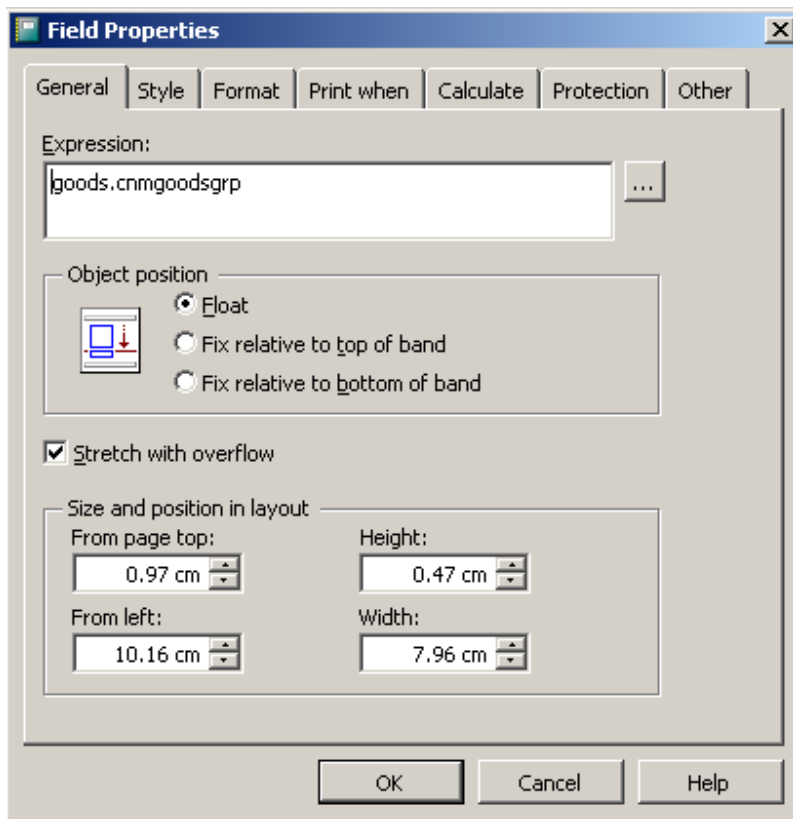 Field Properties
General Style Format Print when Calculate Protection Other
Expression:
goods.cnmgoodsgrp
...
Object position
Float
Fix relative to top of band
Fix relative to bottom of band
Stretch with overflow
Size and position in layout
From page top: Height:
0.97 cm 0.47 cm
From left: Width:
10.16 cm 7.96 cm
OK Cancel Help